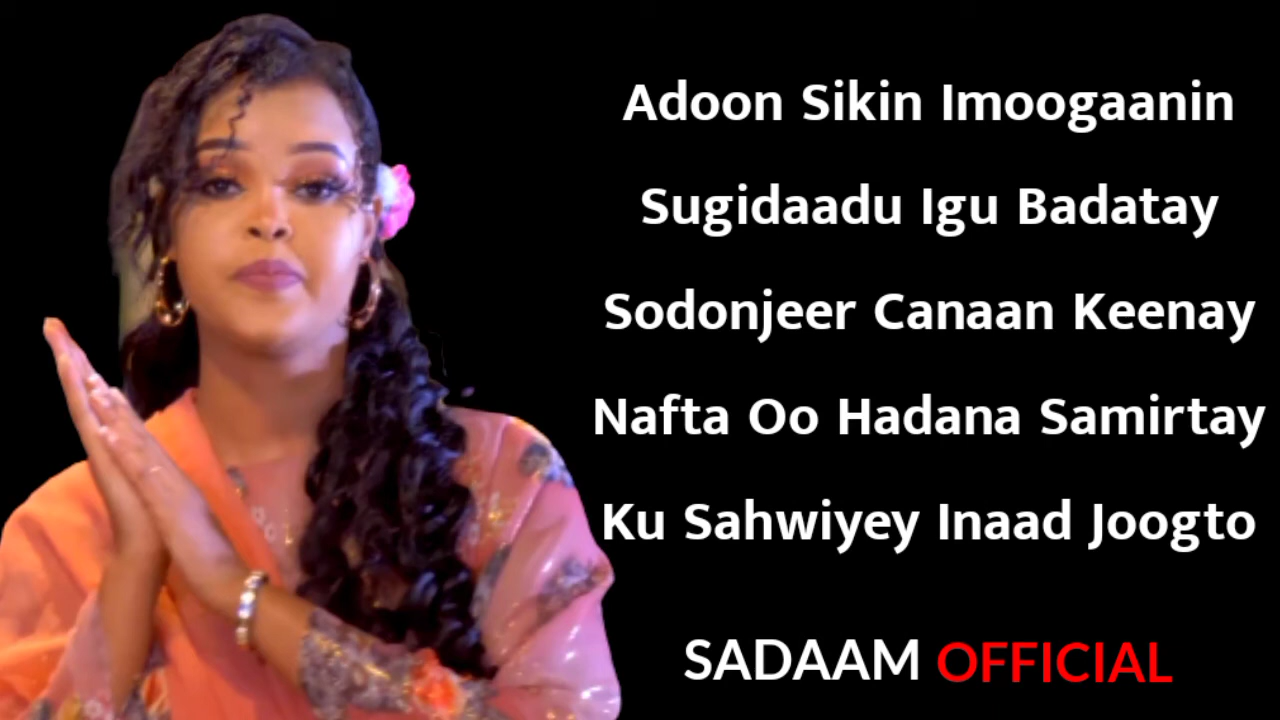 Adoon Sikin Imoogaanin
Sugidaadu Igu Badatay
Sodonjeer Canaan Keenay
Nafta Oo Hadana Samirtay
Ku Sahwiyey Inaad Joogto
SADAAM OFFICIAL